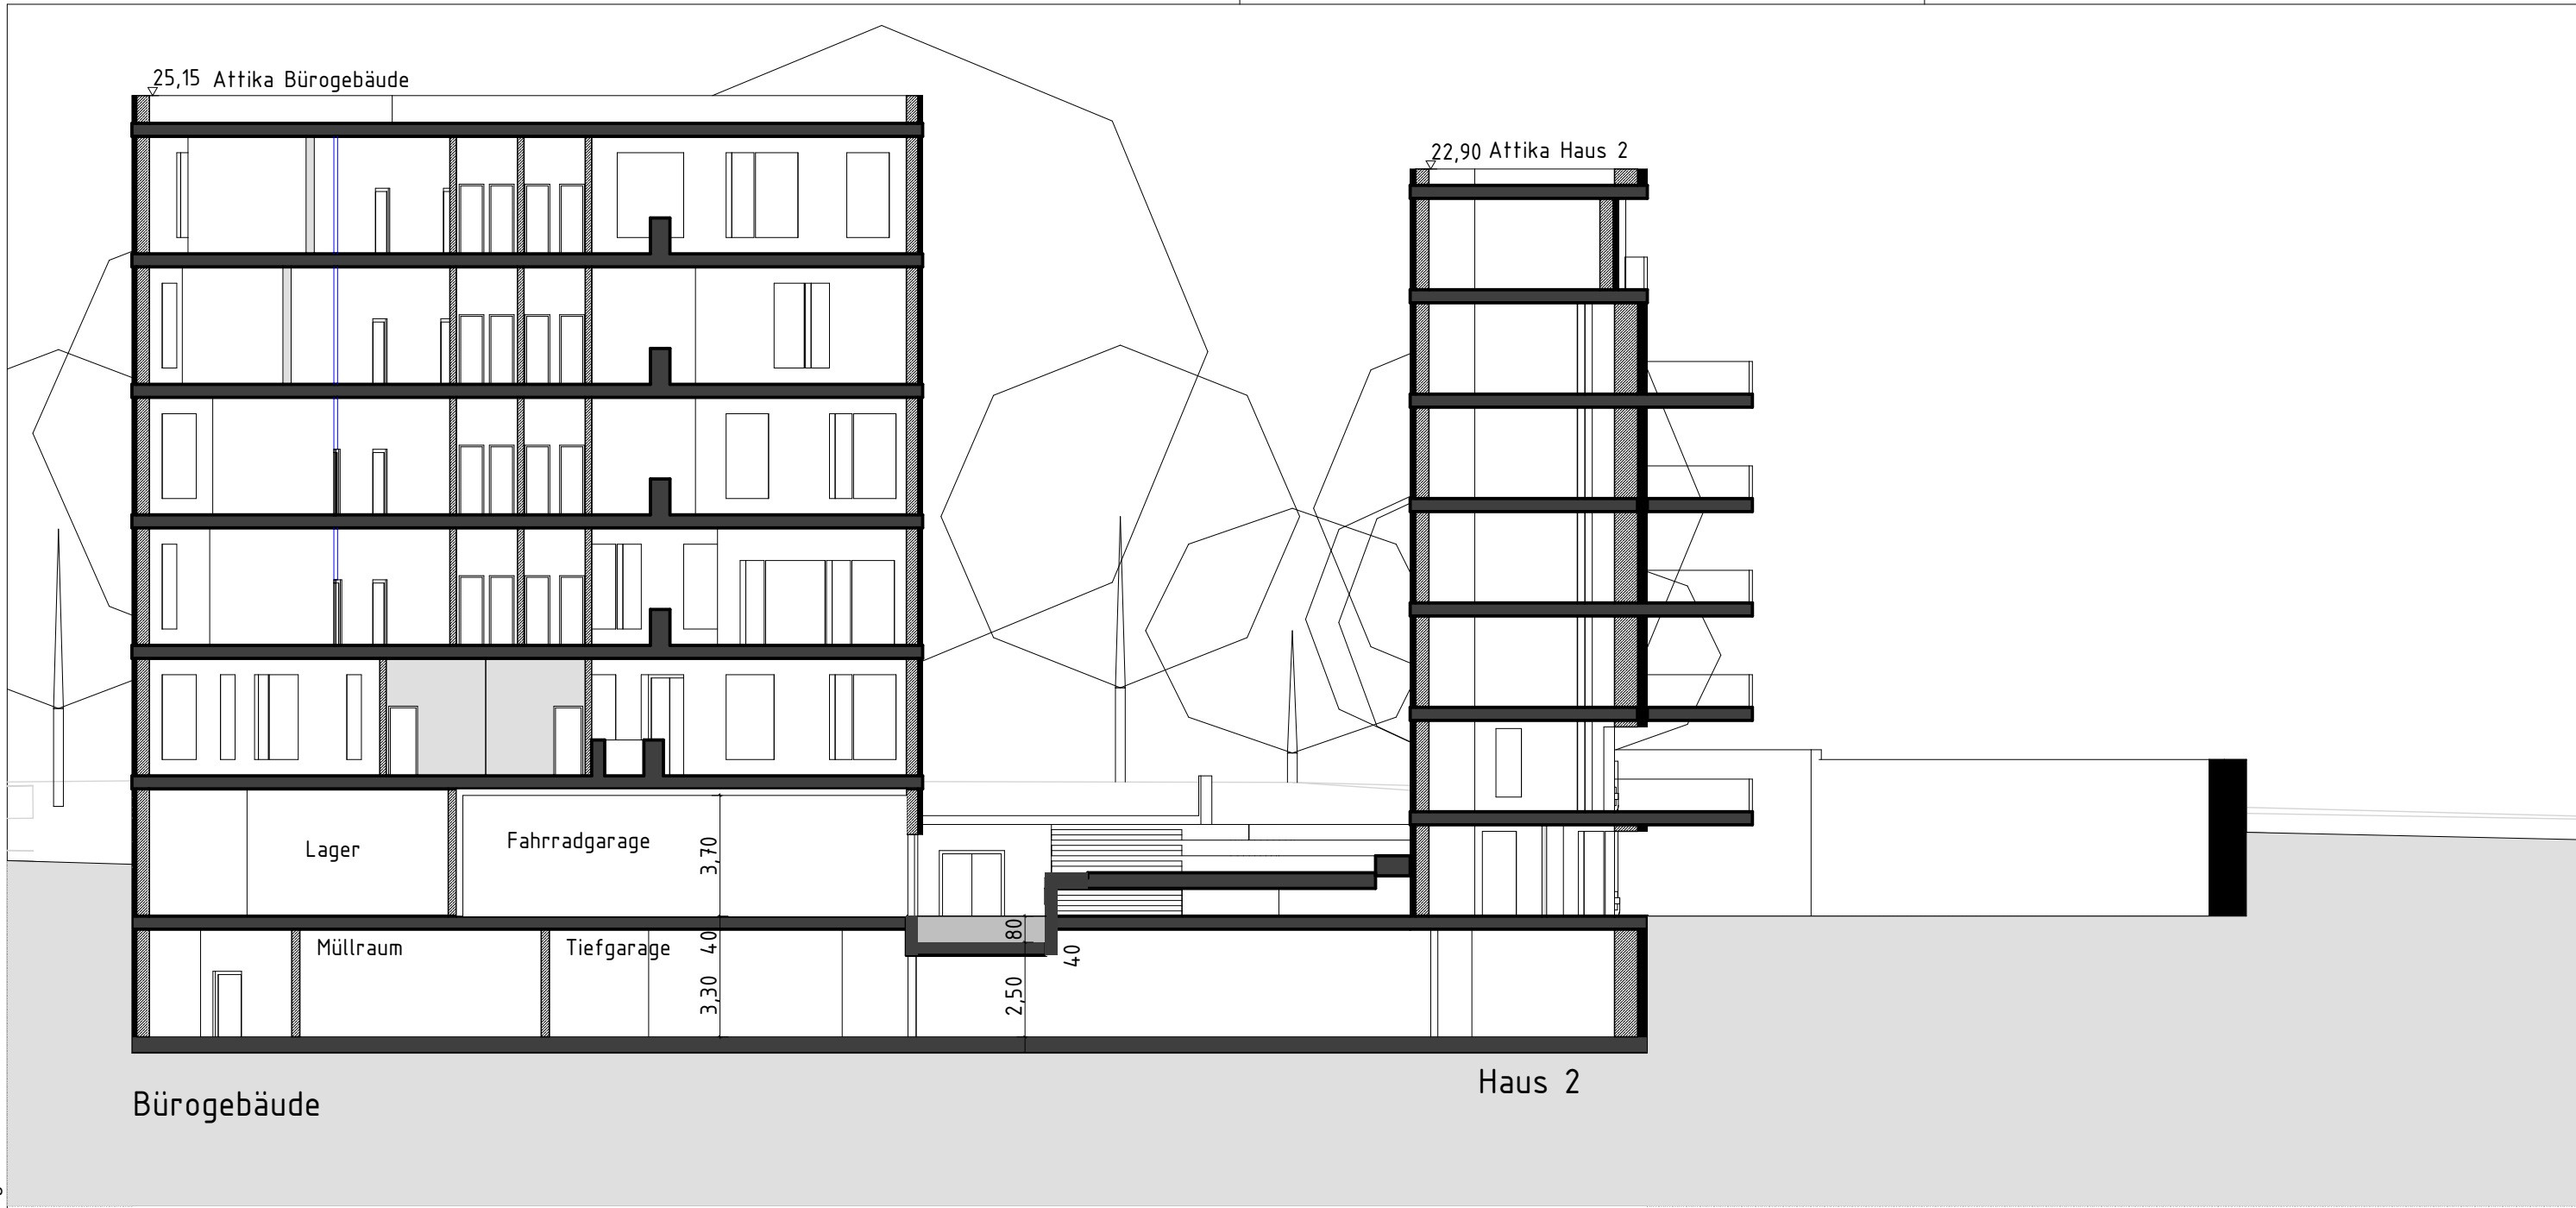 25,15 Attika Bürogebäude
22,90 Attika Haus 2
Lager
Fahrradgarage
3,70
Müllraum
Tiefgarage
40
80
40
3,30
2,50
Bürogebäude
Haus 2